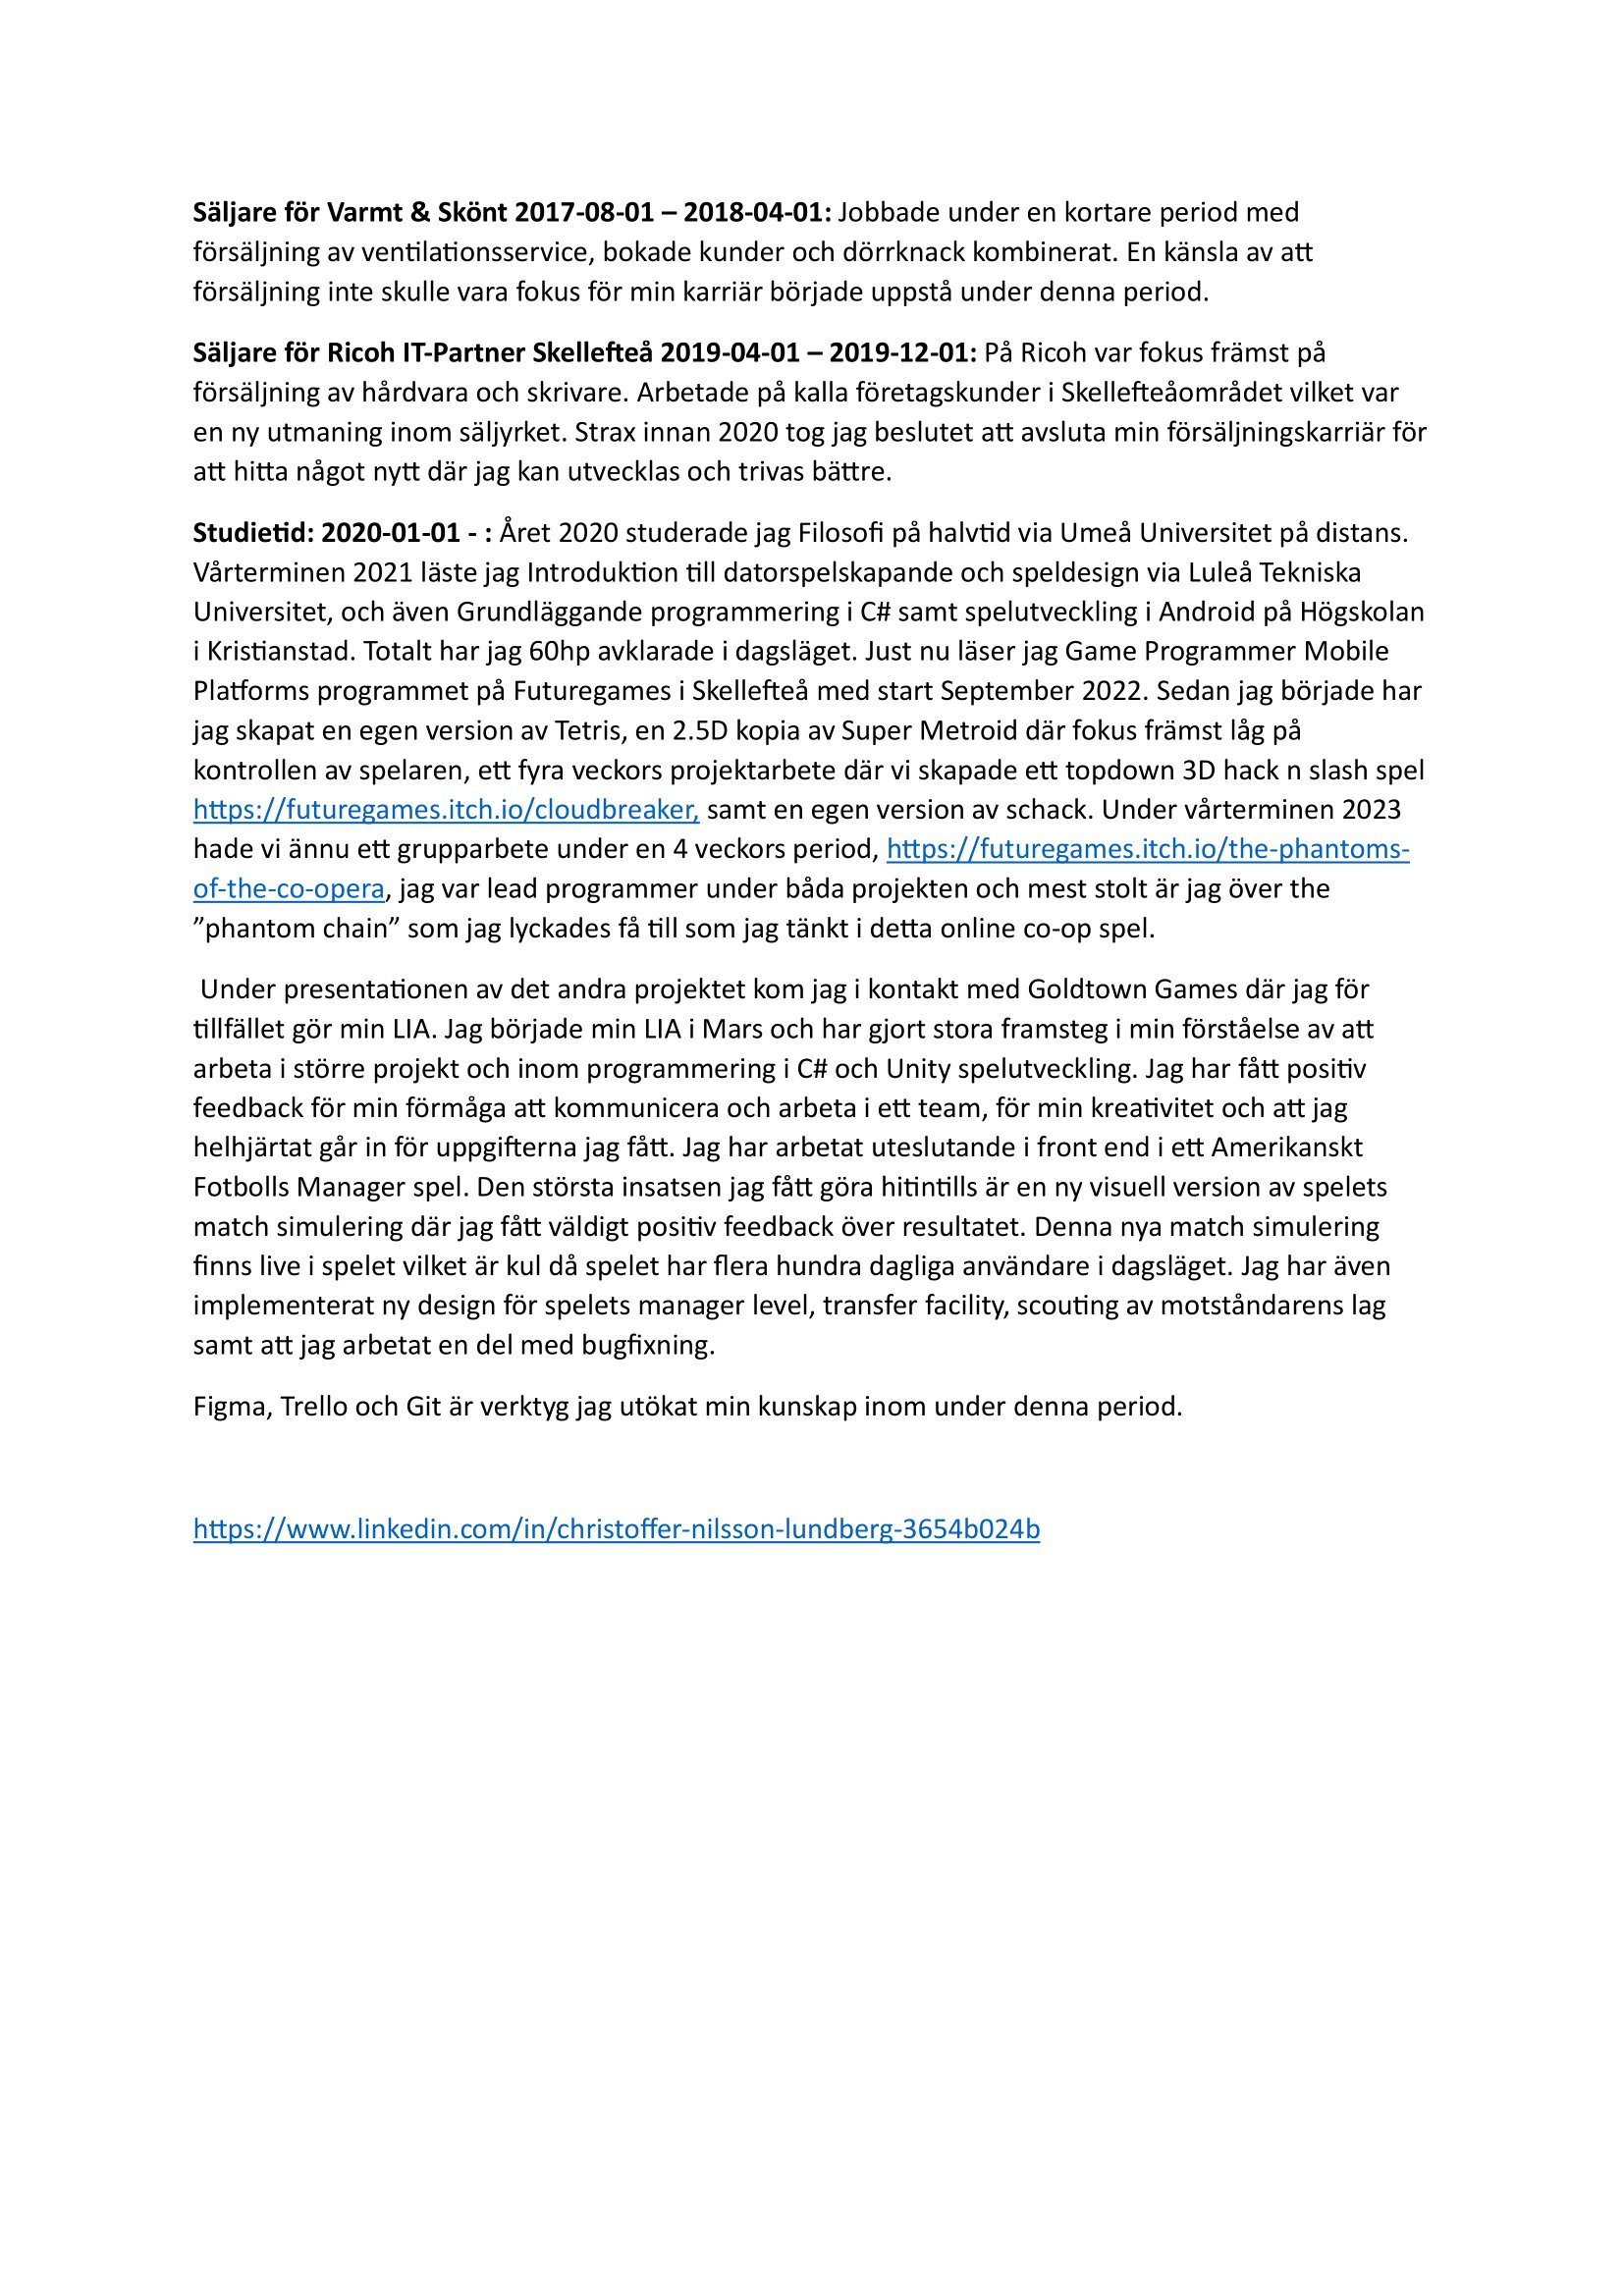 Säljare för Varmt & Skönt 2017-08-01 – 2018-04-01: Jobbade under en kortare period med
försäljning av ventilationsservice, bokade kunder och dörrknack kombinerat. En känsla av att
försäljning inte skulle vara fokus för min karriär började uppstå under denna period.
Säljare för Ricoh IT-Partner Skellefteå 2019-04-01 – 2019-12-01: På Ricoh var fokus främst på
försäljning av hårdvara och skrivare. Arbetade på kalla företagskunder i Skellefteåområdet vilket var
en ny utmaning inom säljyrket. Strax innan 2020 tog jag beslutet att avsluta min försäljningskarriär för
att hitta något nytt där jag kan utvecklas och trivas bättre.
Studietid: 2020-01-01 - : Året 2020 studerade jag Filosofi på halvtid via Umeå Universitet på distans.
Vårterminen 2021 läste jag Introduktion till datorspelskapande och speldesign via Luleå Tekniska
Universitet, och även Grundläggande programmering i C# samt spelutveckling i Android på Högskolan
i Kristianstad. Totalt har jag 60hp avklarade i dagsläget. Just nu läser jag Game Programmer Mobile
Platforms programmet på Futuregames i Skellefteå med start September 2022. Sedan jag började har
jag skapat en egen version av Tetris, en 2.5D kopia av Super Metroid där fokus främst låg på
kontrollen av spelaren, ett fyra veckors projektarbete där vi skapade ett topdown 3D hack n slash spel
https://futuregames.itch.io/cloudbreaker, samt en egen version av schack. Under vårterminen 2023
hade vi ännu ett grupparbete under en 4 veckors period, https://futuregames.itch.io/the-phantoms-
of-the-co-opera, jag var lead programmer under båda projekten och mest stolt är jag över the
”phantom chain” som jag lyckades få till som jag tänkt i detta online co-op spel.
Under presentationen av det andra projektet kom jag i kontakt med Goldtown Games där jag för
tillfället gör min LIA. Jag började min LIA i Mars och har gjort stora framsteg i min förståelse av att
arbeta i större projekt och inom programmering i C# och Unity spelutveckling. Jag har fått positiv
feedback för min förmåga att kommunicera och arbeta i ett team, för min kreativitet och att jag
helhjärtat går in för uppgifterna jag fått. Jag har arbetat uteslutande i front end i ett Amerikanskt
Fotbolls Manager spel. Den största insatsen jag fått göra hitintills är en ny visuell version av spelets
match simulering där jag fått väldigt positiv feedback över resultatet. Denna nya match simulering
finns live i spelet vilket är kul då spelet har flera hundra dagliga användare i dagsläget. Jag har även
implementerat ny design för spelets manager level, transfer facility, scouting av motståndarens lag
samt att jag arbetat en del med bugfixning.
Figma, Trello och Git är verktyg jag utökat min kunskap inom under denna period.
https://www.linkedin.com/in/christoffer-nilsson-lundberg-3654b024b